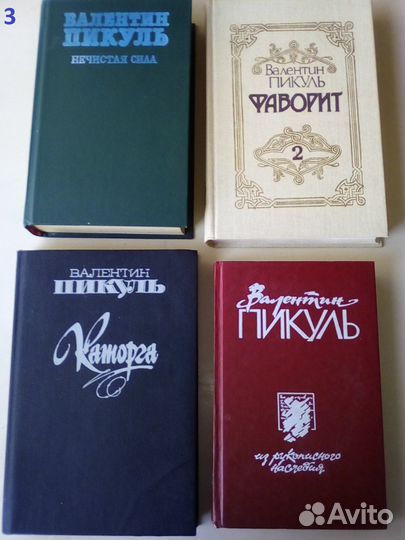 3
ВАЛЕНТИН
ПИКУЛЬ
НЕЧИСТАЯ СИЛА
Валентин
ПИКУЛЬ
ФАВОРИТ
2
ВАЛЕНТИН
ПИКУЛЬ
Каторга
Валентин
ПИКУЛЬ
из рукописного
наследия
Avito